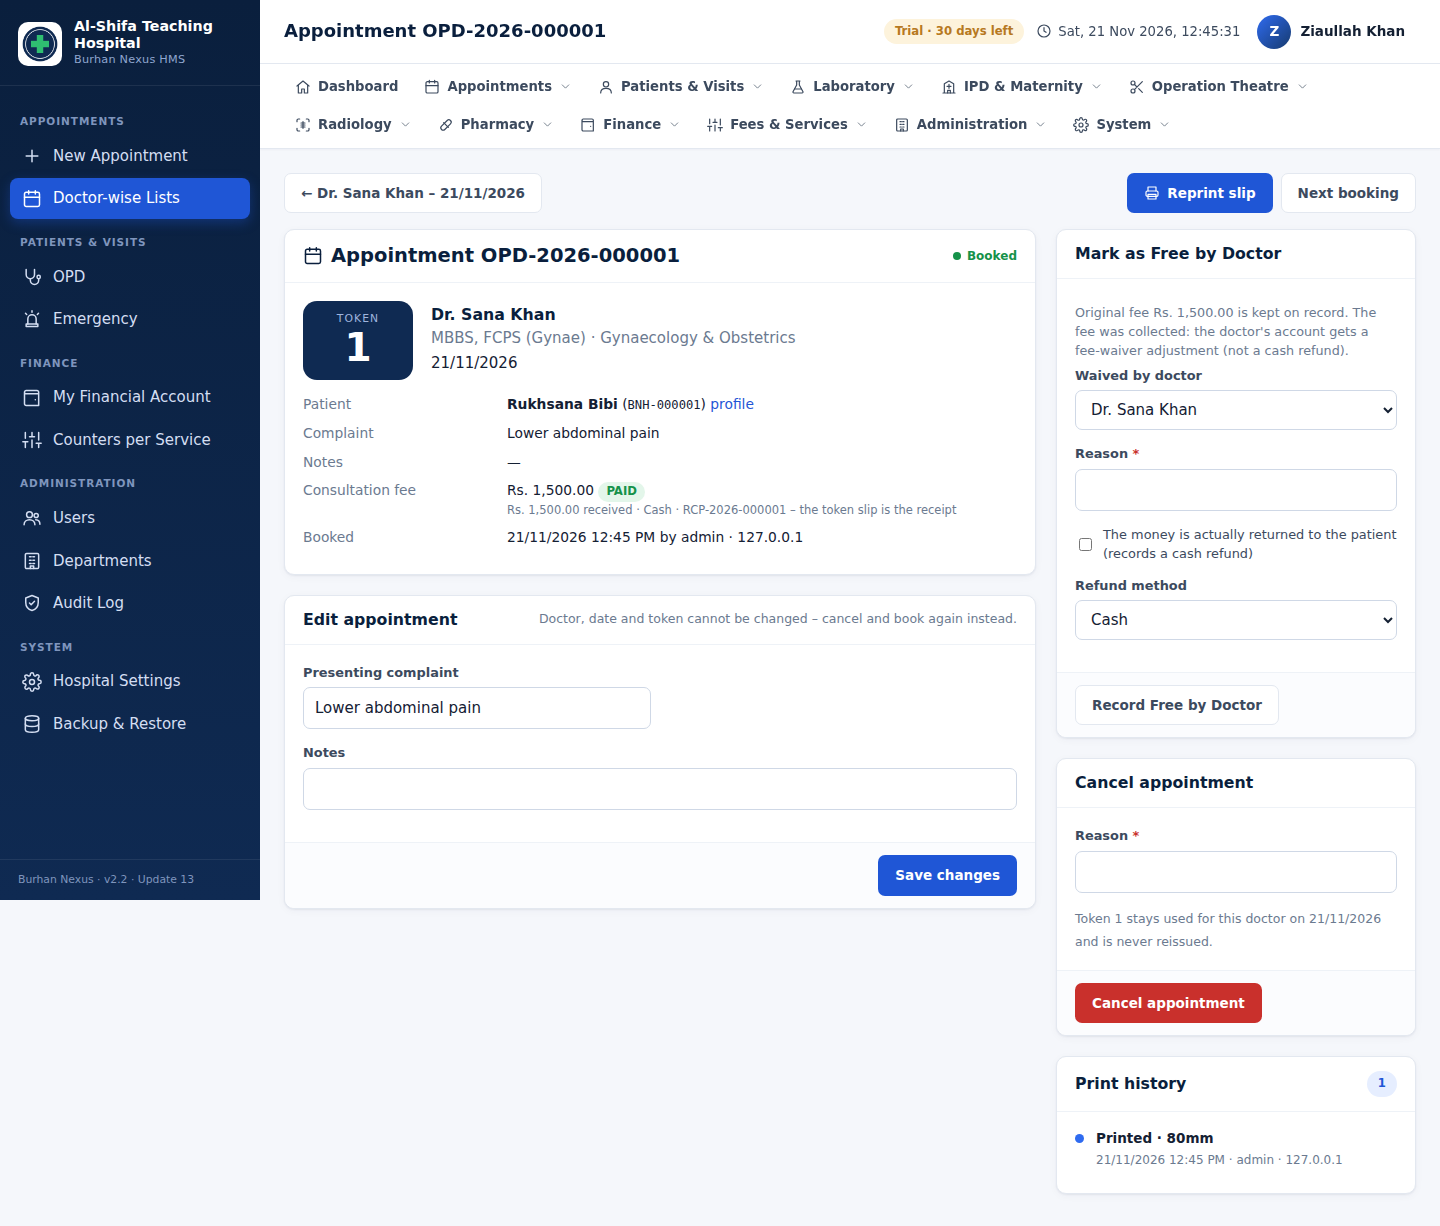 Al-Shifa Teaching
Hospital
Burhan Nexus HMS
APPOINTMENTS
New Appointment
Doctor-wise Lists
PATIENTS & VISITS
OPD
Emergency
FINANCE
My Financial Account
Counters per Service
ADMINISTRATION
Users
Departments
Audit Log
SYSTEM
Hospital Settings
Backup & Restore
Burhan Nexus · v2.2 · Update 13
Appointment OPD-2026-000001
Trial · 30 days left
Sat, 21 Nov 2026, 12:45:31
Z
Ziaullah Khan
Dashboard
Appointments
Patients & Visits
Laboratory
IPD & Maternity
Operation Theatre
Radiology
Pharmacy
Finance
Fees & Services
Administration
System
← Dr. Sana Khan – 21/11/2026
Reprint slip
Next booking
Appointment OPD-2026-000001
Booked
TOKEN
1
Dr. Sana Khan
MBBS, FCPS (Gynae) · Gynaecology & Obstetrics
21/11/2026
Patient
Rukhsana Bibi (BNH-000001) profile
Complaint
Lower abdominal pain
Notes
—
Consultation fee
Rs. 1,500.00 PAID
Rs. 1,500.00 received · Cash · RCP-2026-000001 – the token slip is the receipt
Booked
21/11/2026 12:45 PM by admin · 127.0.0.1
Edit appointment
Doctor, date and token cannot be changed – cancel and book again instead.
Presenting complaint
Lower abdominal pain
Notes
Save changes
Mark as Free by Doctor
Original fee Rs. 1,500.00 is kept on record. The
fee was collected: the doctor's account gets a
fee-waiver adjustment (not a cash refund).
Waived by doctor
Dr. Sana Khan
Reason *
The money is actually returned to the patient
(records a cash refund)
Refund method
Cash
Record Free by Doctor
Cancel appointment
Reason *
Token 1 stays used for this doctor on 21/11/2026
and is never reissued.
Cancel appointment
Print history
1
Printed · 80mm
21/11/2026 12:45 PM · admin · 127.0.0.1